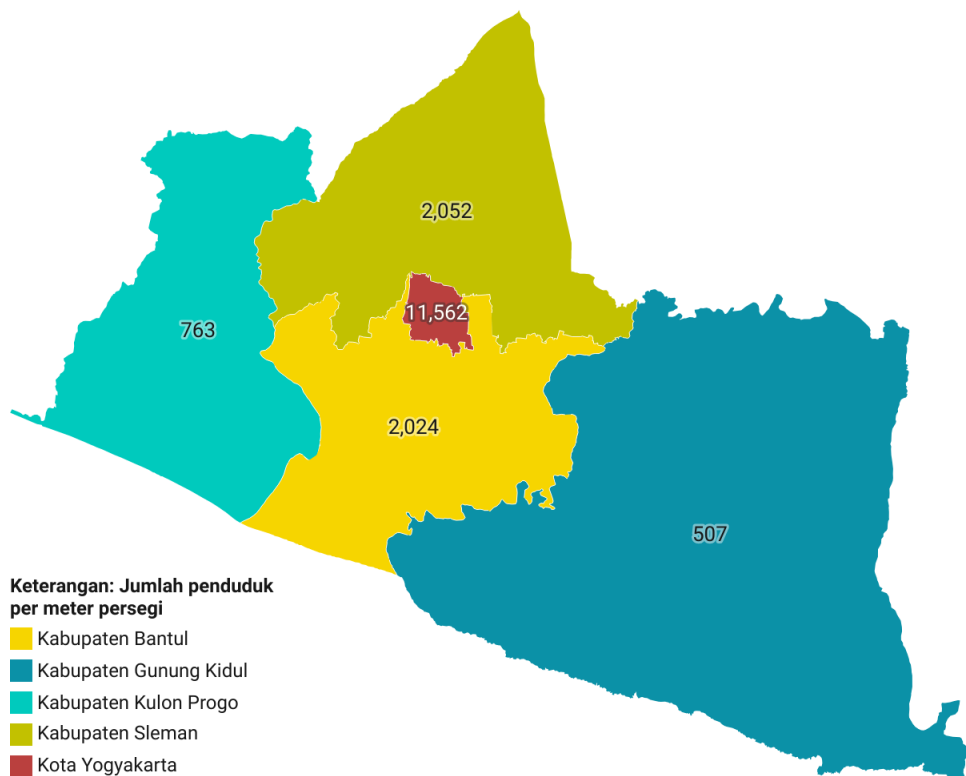 2,052
11,562
763
2,024
507
Keterangan: Jumlah penduduk
per meter persegi
Kabupaten Bantul
Kabupaten Gunung Kidul
Kabupaten Kulon Progo
Kabupaten Sleman
Kota Yogyakarta